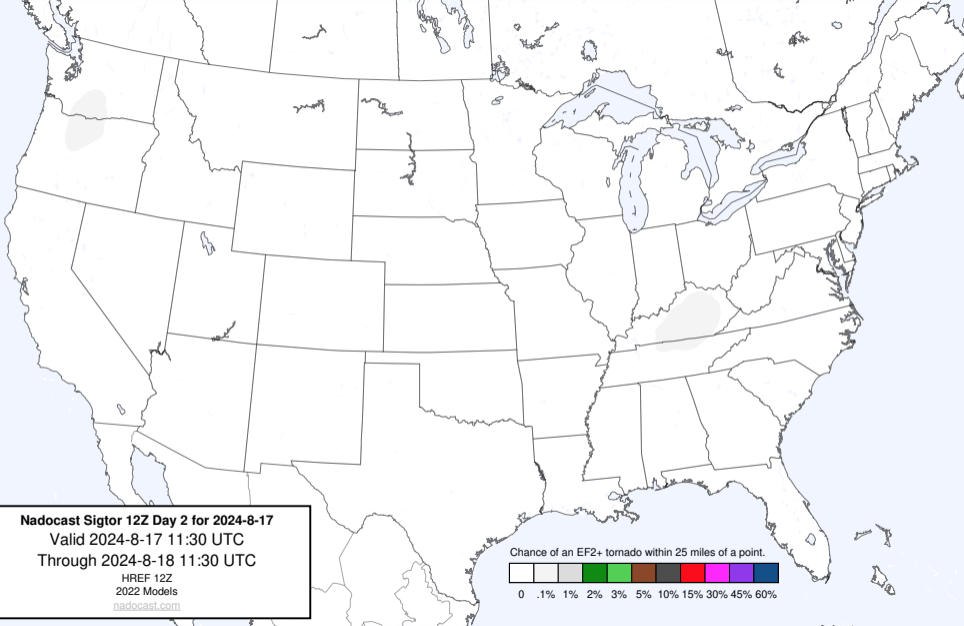 Nadocast Sigtor 12Z Day 2 for 2024-8-17
Valid 2024-8-17 11:30 UTC
Through 2024-8-18 11:30 UTC
HREF 12Z
2022 Models
nadocast.com
Chance of an EF2+ tornado within 25 miles of a point.
0 .1% 1% 2% 3% 5% 10% 15% 30% 45% 60%